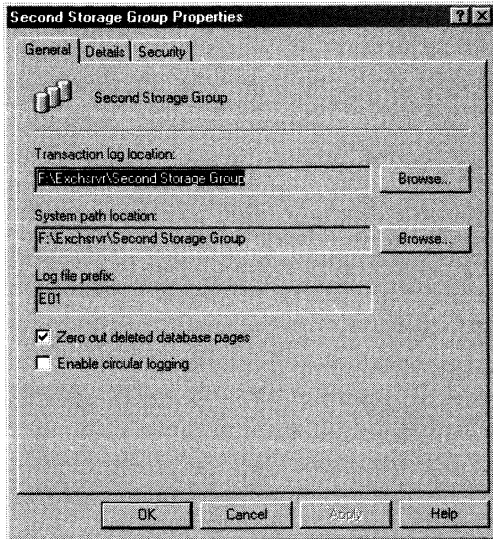 Second Storage Group Properties
General Details Security
Second Storage Group
Transaction log location:
F:\Exchsrvr\Second Storage Group
Browse...
System path location:
F:\Exchsrvr\Second Storage Group
Browse...
Log file prefix:
E01
Zero out deleted database pages
Enable circular logging
OK Cancel Apply Help